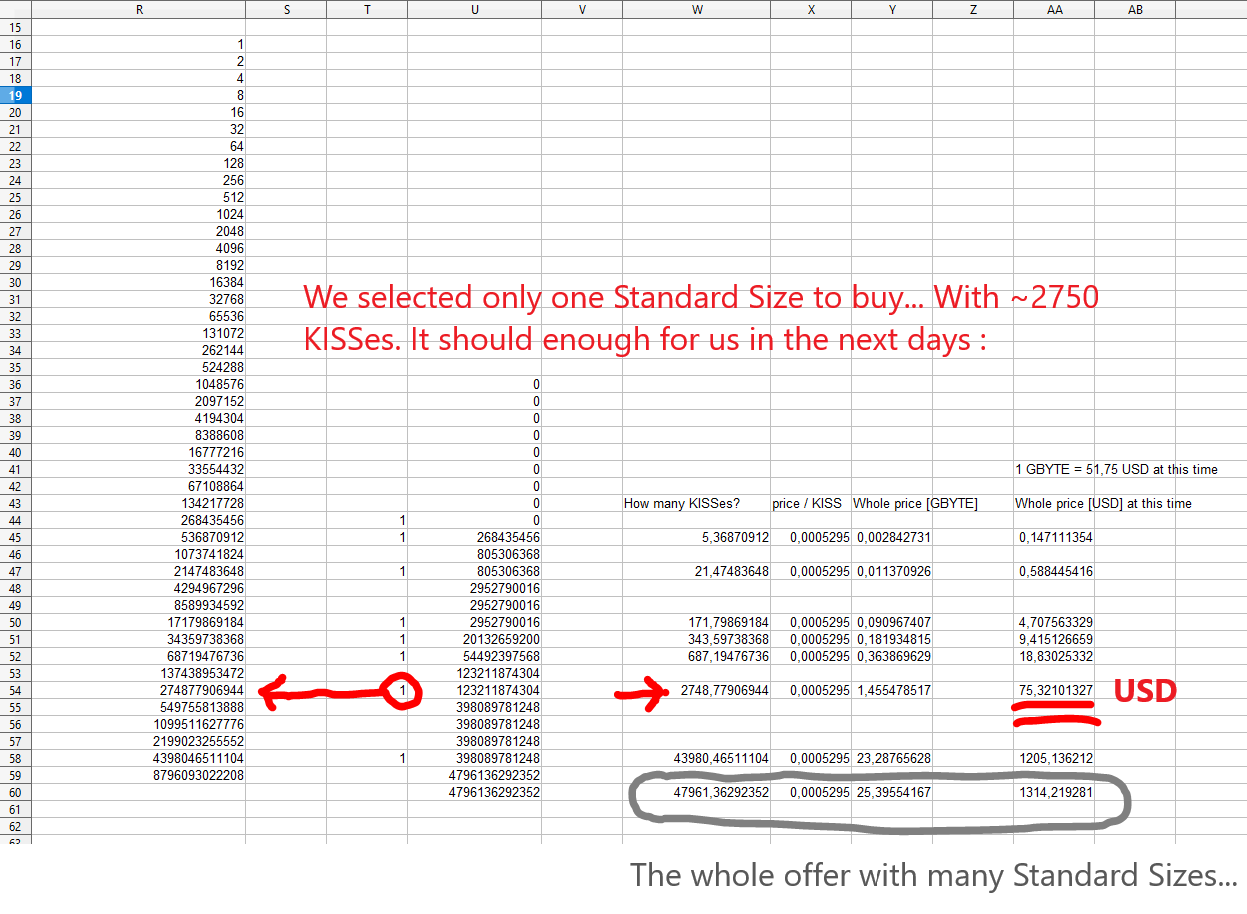 R S T U V W X Y Z AA AB
15
16 1
17 2
18 4
19 8
20 16
21 32
22 64
23 128
24 256
25 512
26 1024
27 2048
28 4096
29 8192
30 16384
31 32768
32 65536
33 131072
34 262144
35 524288
We selected only one Standard Size to buy... With ~2750
KISSes. It should enough for us in the next days :
36 1048576 0
37 2097152 0
38 4194304 0
39 8388608 0
40 16777216 0
41 33554432 0 1 GBYTE = 51,75 USD at this time
42 67108864 0
43 134217728 0 How many KISSes? price / KISS Whole price [GBYTE] Whole price [USD] at this time
44 268435456 1 0
45 536870912 1 268435456 5,36870912 0,0005295 0,002842731 0,147111354
46 1073741824 805306368
47 2147483648 1 805306368 21,47483648 0,0005295 0,011370926 0,588445416
48 4294967296 2952790016
49 8589934592 2952790016
50 17179869184 1 2952790016 171,79869184 0,0005295 0,090967407 4,707563329
51 34359738368 1 20132659200 343,59738368 0,0005295 0,181934815 9,415126659
52 68719476736 1 54492397568 687,19476736 0,0005295 0,363869629 18,83025332
53 137438953472 123211874304
54 274877906944 1 123211874304 2748,77906944 0,0005295 1,455478517 75,32101327 USD
55 549755813888 398089781248
56 1099511627776 398089781248
57 2199023255552 398089781248
58 4398046511104 1 398089781248 43980,46511104 0,0005295 23,28765628 1205,136212
59 8796093022208 4796136292352
60 4796136292352 47961,36292352 0,0005295 25,39554167 1314,219281
61
62
63
The whole offer with many Standard Sizes...